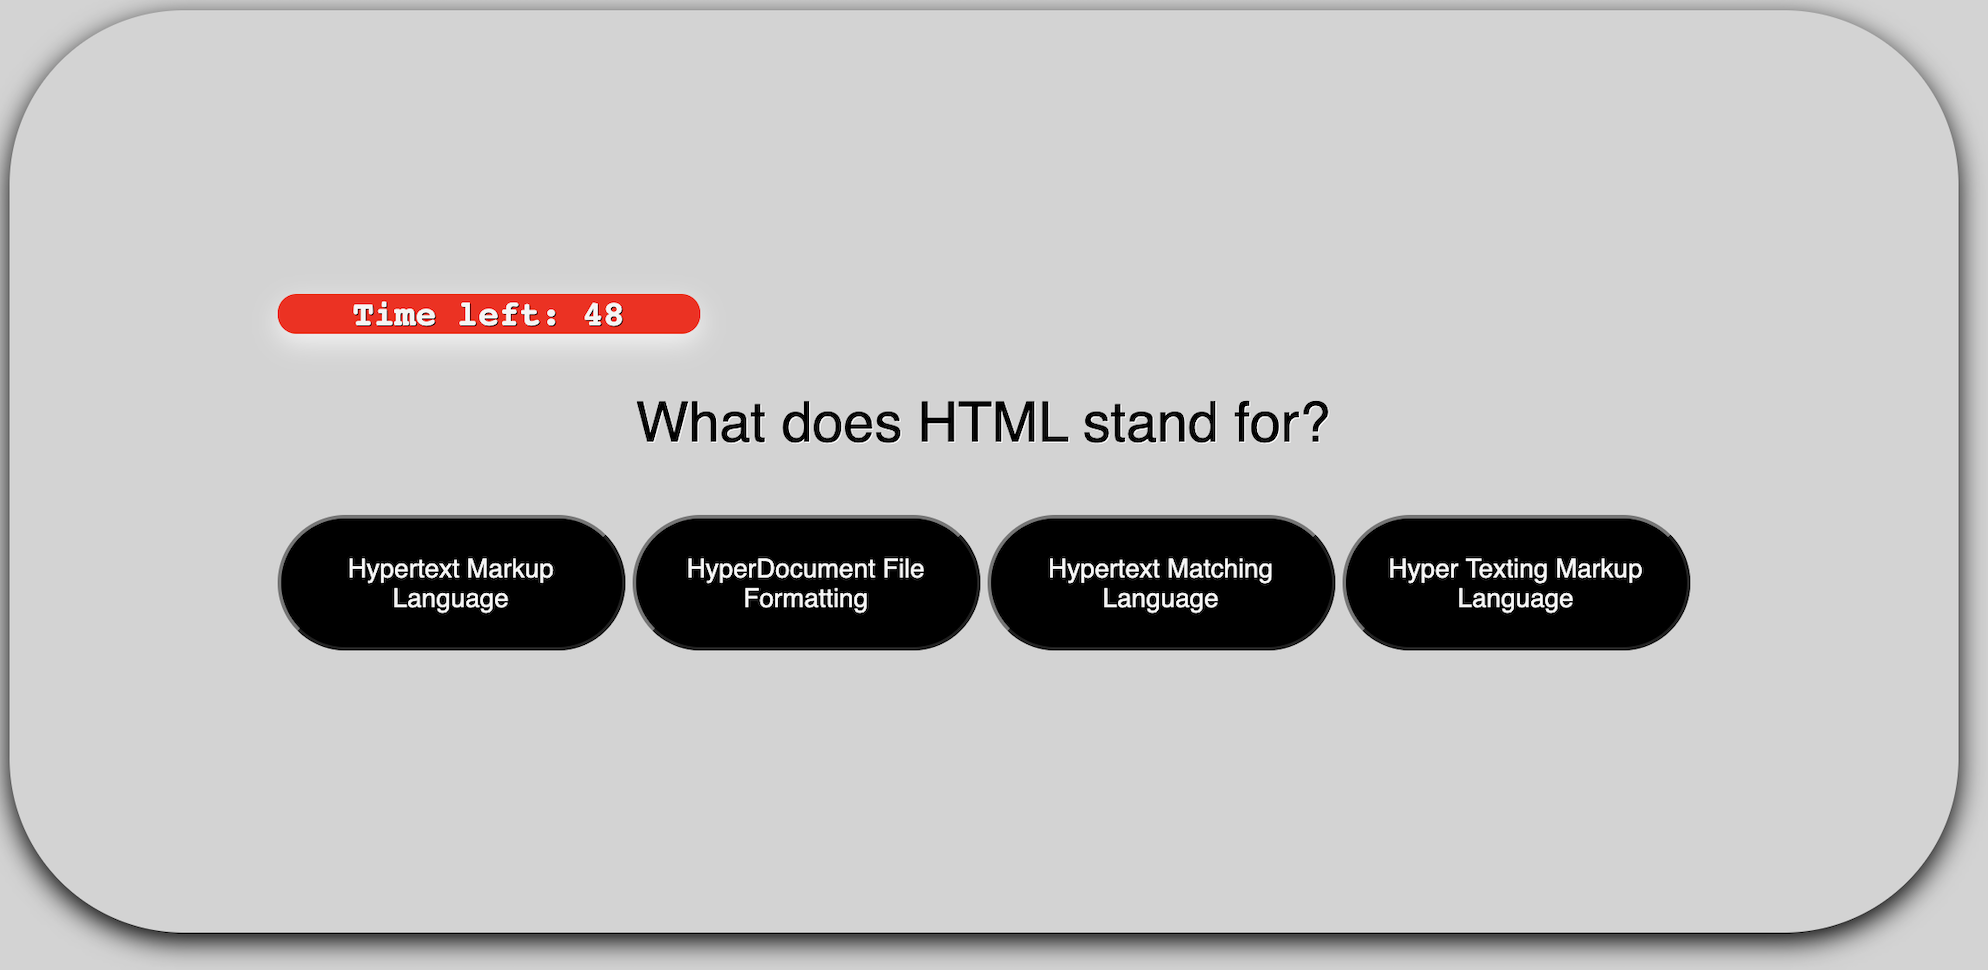 Time left: 48
What does HTML stand for?
Hypertext Markup
Language
HyperDocument File
Formatting
Hypertext Matching
Language
Hyper Texting Markup
Language